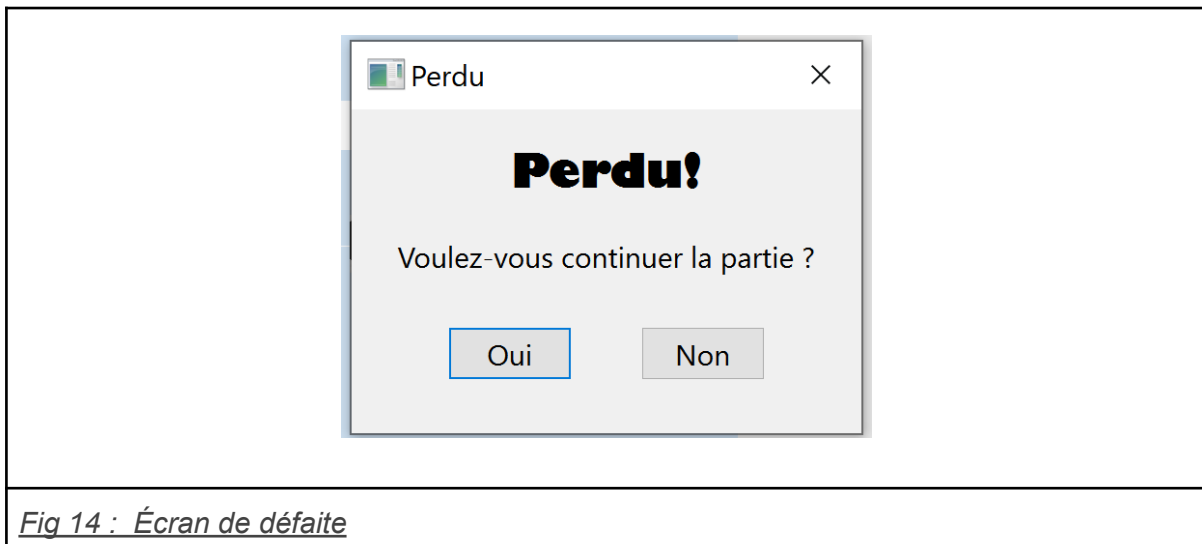 Perdu
Perdu!
Voulez-vous continuer la partie ?
Oui Non
Fig 14 : Écran de défaite